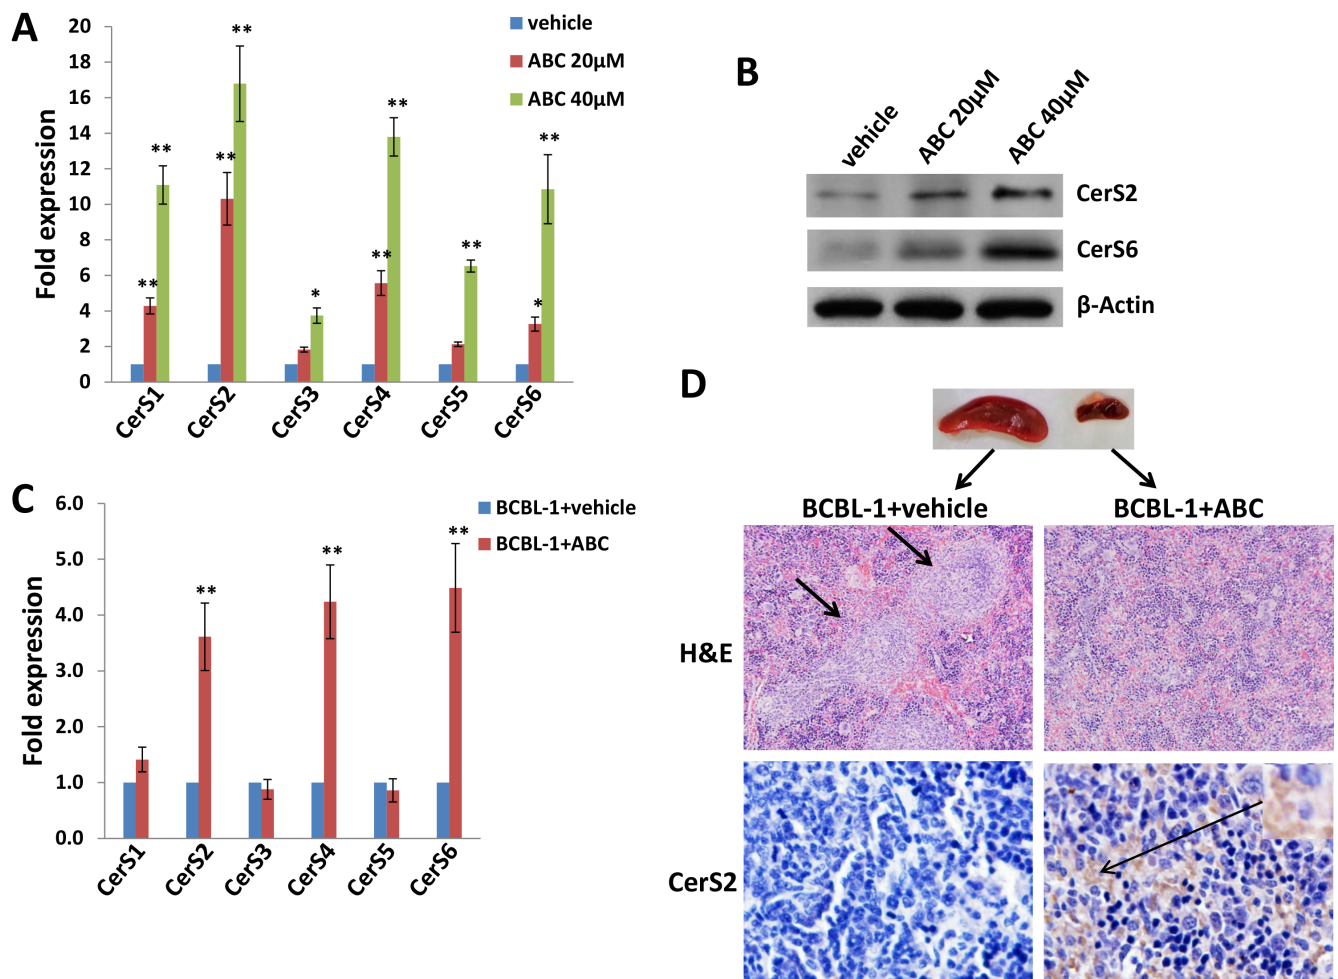 A
20
18
16
14
12
10
8
6
4
2
0
Fold expression
vehicle
ABC 20μM
ABC 40μM
**
**
**
**
*
**
**
**
*
**
CerS1
CerS2
CerS3
CerS4
CerS5
CerS6
B
vehicle
ABC 20μM
ABC 40μM
CerS2
CerS6
β-Actin
C
6.0
5.0
4.0
3.0
2.0
1.0
0.0
Fold expression
BCBL-1+vehicle
BCBL-1+ABC
**
**
**
CerS1
CerS2
CerS3
CerS4
CerS5
CerS6
D
BCBL-1+vehicle
BCBL-1+ABC
H&E
CerS2